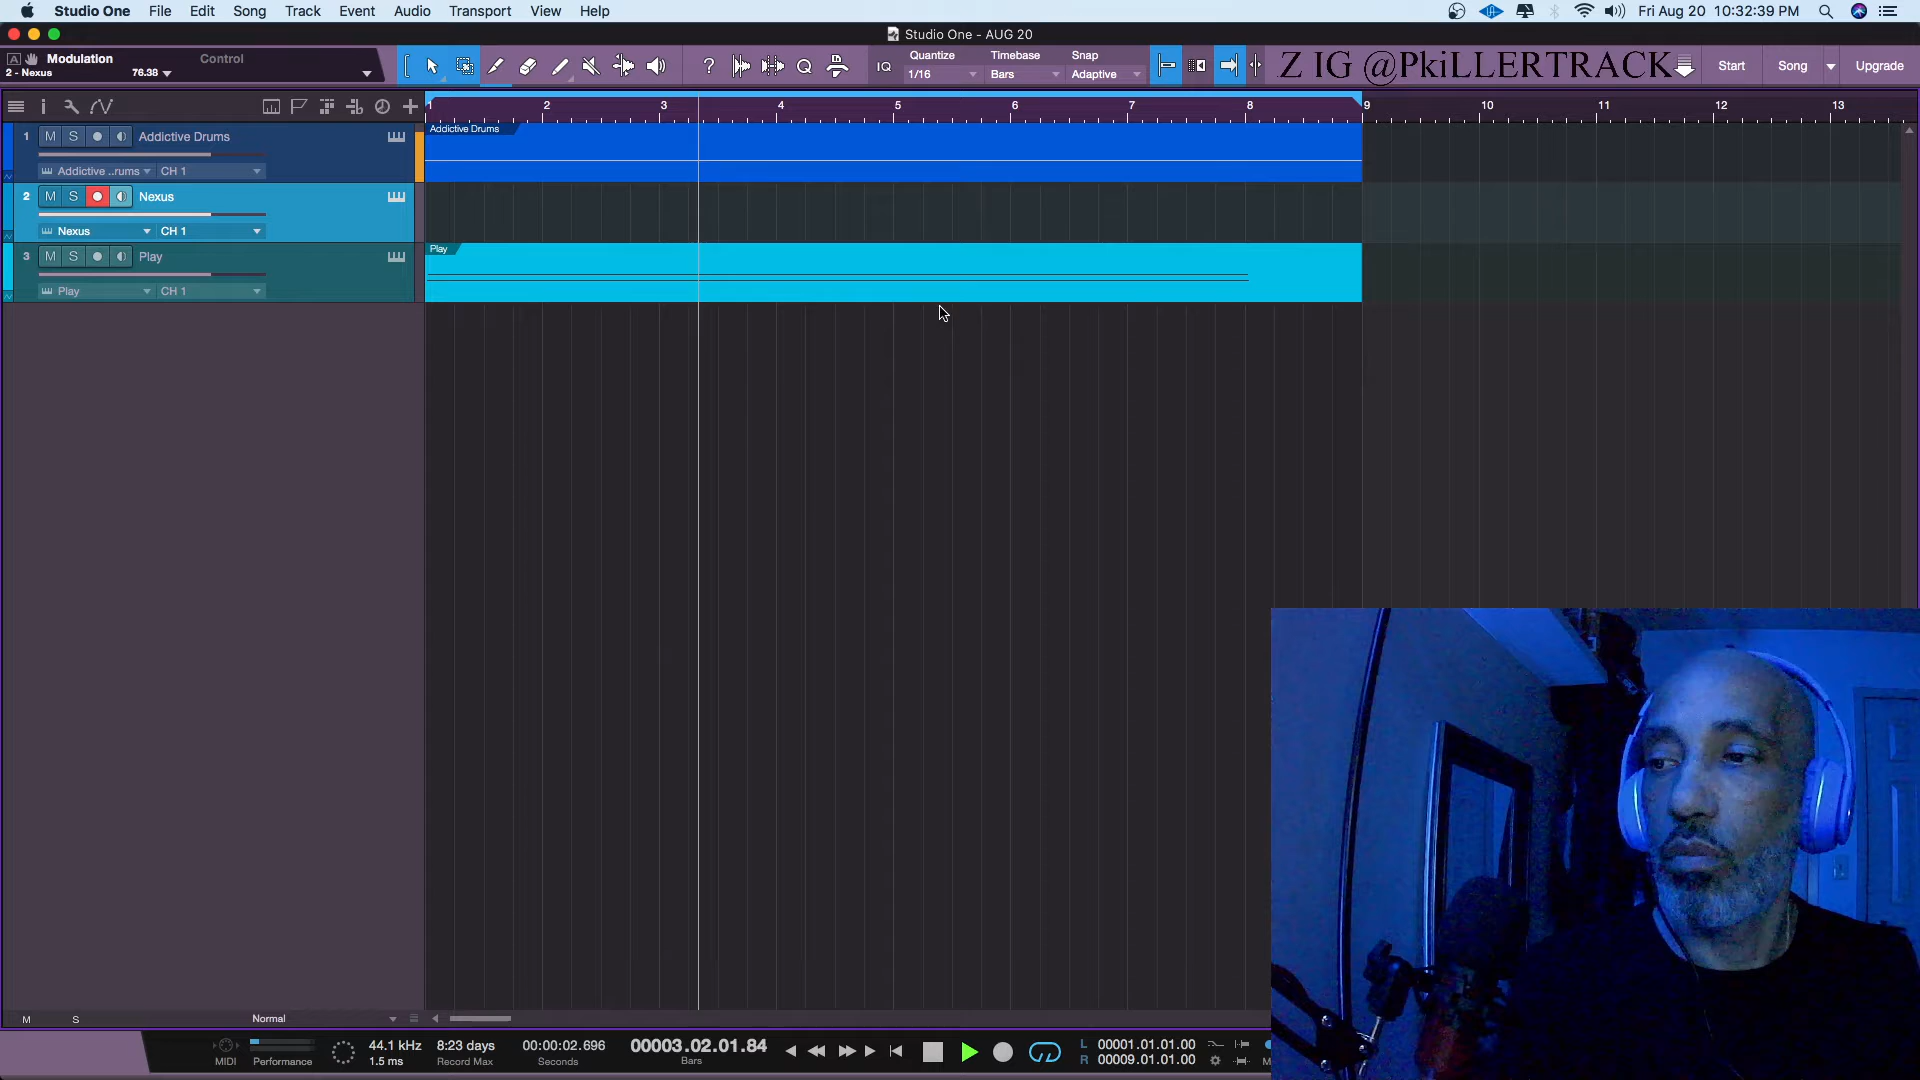 Studio One File Edit Song Track Event Audio Transport View Help Fri Aug 20 10:32:39 PM
Studio One - AUG 20
Modulation Control
2 - Nexus 76.38
? IQ
Quantize Timebase Snap
1/16 Bars Adaptive
Z IG @PkiLLERTRACK
Start Song Upgrade
1 2 3 4 5 6 7 8 9 10 11 12 13
1 M S Addictive Drums
Addictive ..rums CH 1
Addictive Drums
2 M S Nexus
Nexus CH 1
3 M S Play
Play CH 1
Play
M S Normal
MIDI Performance
44.1 kHz
1.5 ms
8:23 days
Record Max
00:00:02.696
Seconds
00003.02.01.84
Bars
L 00001.01.01.00
R 00009.01.01.00